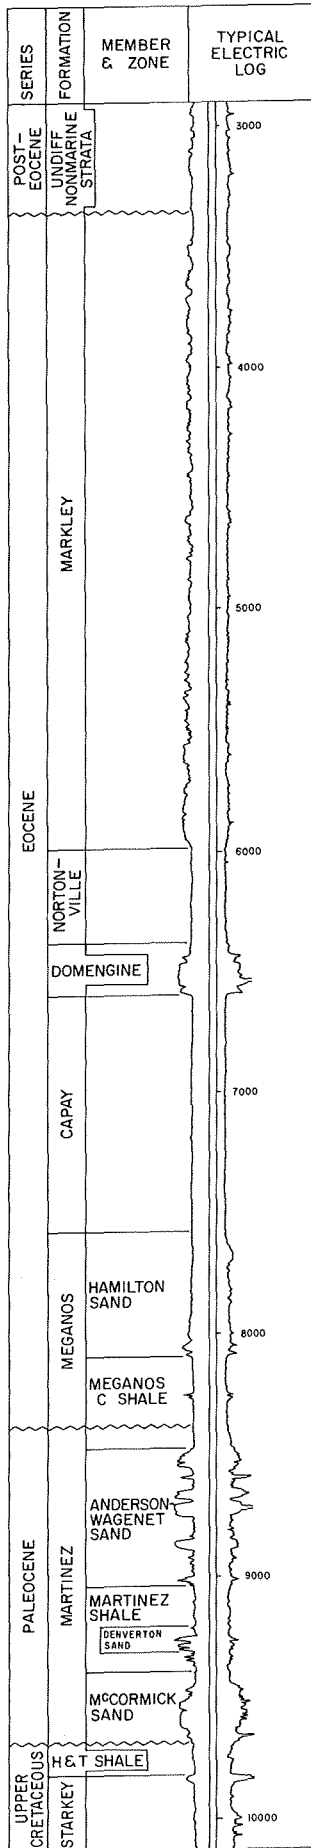 SERIES
FORMATION
MEMBER
& ZONE
TYPICAL
ELECTRIC
LOG
POST-
EOCENE
UNDIFF
NONMARINE
STRATA
3000
4000
MARKLEY
5000
EOCENE
6000
NORTON-
VILLE
DOMENGINE
CAPAY
7000
MEGANOS
HAMILTON
SAND
8000
MEGANOS
C SHALE
PALEOCENE
MARTINEZ
ANDERSON-
WAGENET
SAND
9000
MARTINEZ
SHALE
DENVERTON
SAND
McCORMICK
SAND
UPPER
CRETACEOUS
H & T SHALE
STARKEY
10000